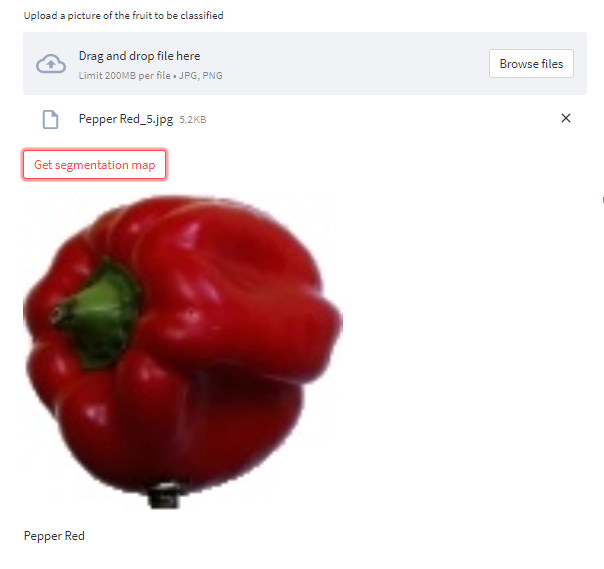 Upload a picture of the fruit to be classified
Drag and drop file here
Limit 200MB per file • JPG, PNG
Browse files
Pepper Red_5.jpg 5.2KB
Get segmentation map
Pepper Red